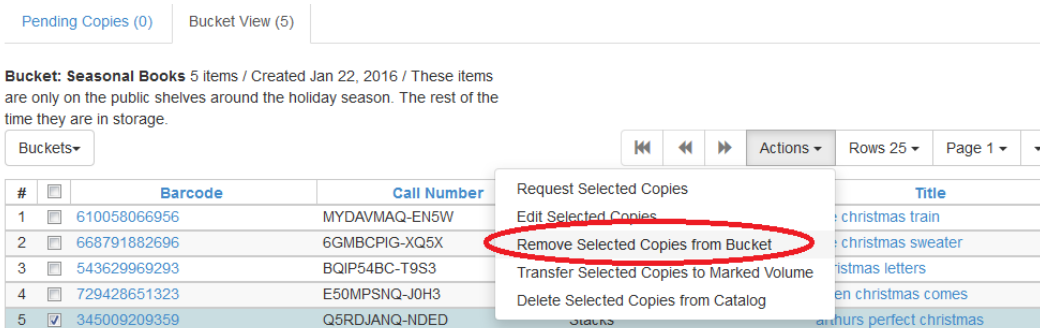 Pending Copies (0) Bucket View (5)
Bucket: Seasonal Books 5 items / Created Jan 22, 2016 / These items
are only on the public shelves around the holiday season. The rest of the
time they are in storage.
Buckets Actions Rows 25 Page 1
# Barcode Call Number Title
Request Selected Copies
Edit Selected Copies
Remove Selected Copies from Bucket
Transfer Selected Copies to Marked Volume
Delete Selected Copies from Catalog
1 610058066956 MYDAVMAQ-EN5W christmas train
2 668791882696 6GMBCPIG-XQ5X christmas sweater
3 543629969293 BQIP54BC-T9S3 letters
4 729428651323 E50MPSNQ-J0H3 christmas comes
5 345009209359 Q5RDJANQ-NDED Stacks arthurs perfect christmas